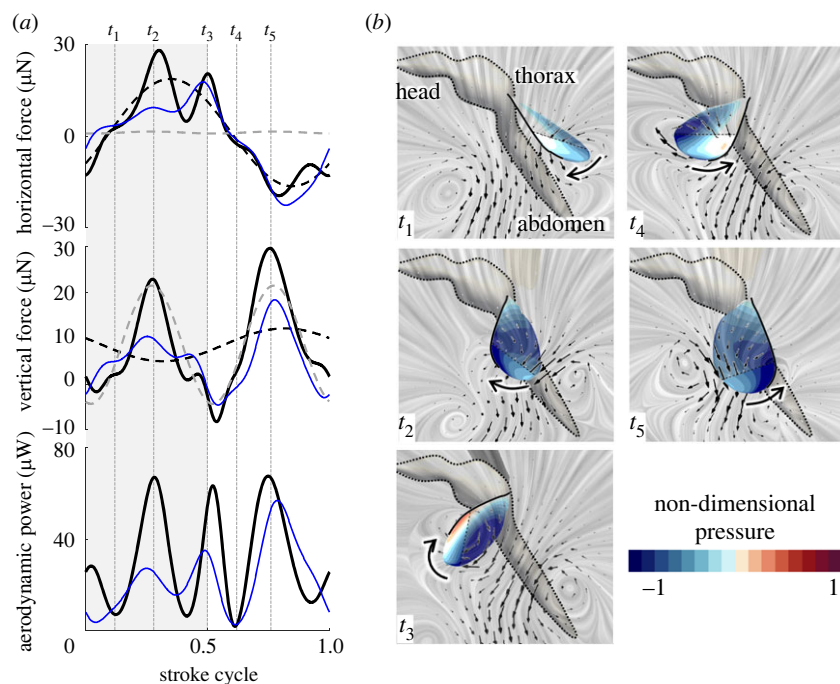 (a)
t1 t2 t3 t4 t5
30
0
−30
horizontal force (μN)
30
20
10
0
−10
vertical force (μN)
80
40
0
aerodynamic power (μW)
0 0.5 1.0
stroke cycle
(b)
head
thorax
abdomen
t1
t4
t2
t5
t3
non-dimensional
pressure
−1 1